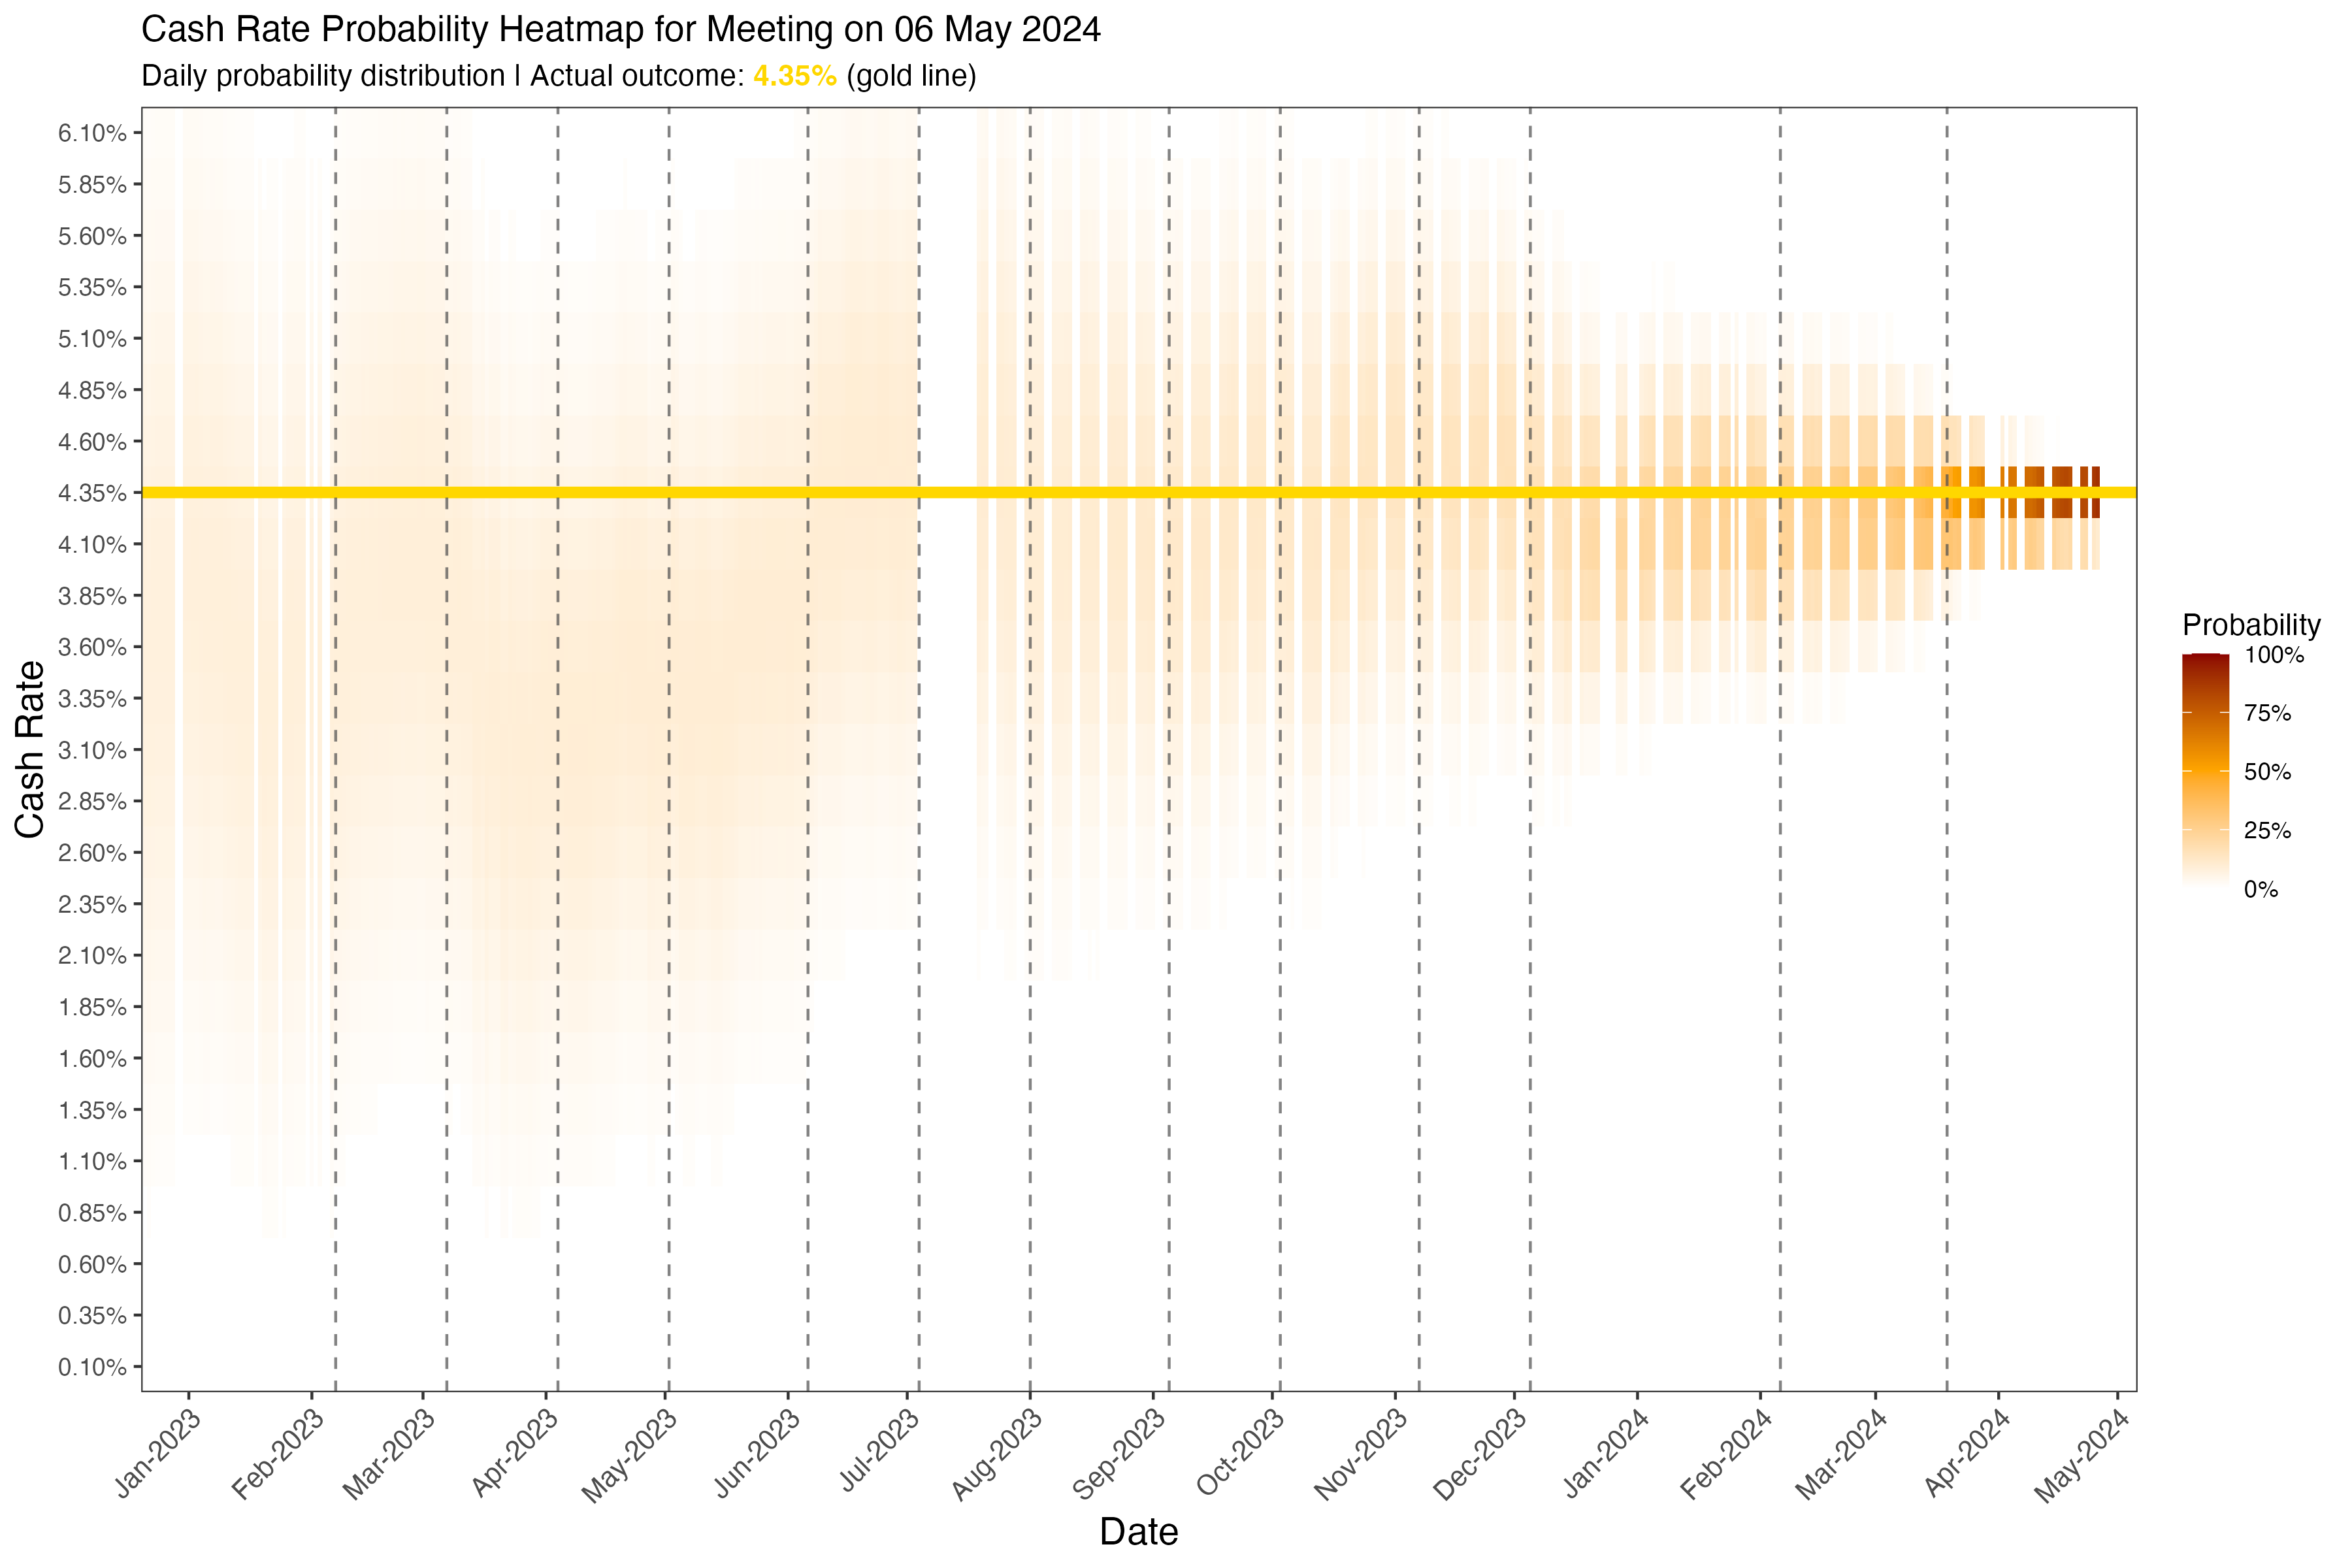 Cash Rate Probability Heatmap for Meeting on 06 May 2024
Daily probability distribution | Actual outcome: 4.35% (gold line)
6.10%
5.85%
5.60%
5.35%
5.10%
4.85%
4.60%
4.35%
4.10%
3.85%
3.60%
3.35%
3.10%
2.85%
2.60%
2.35%
2.10%
1.85%
1.60%
1.35%
1.10%
0.85%
0.60%
0.35%
0.10%
Cash Rate
Jan-2023
Feb-2023
Mar-2023
Apr-2023
May-2023
Jun-2023
Jul-2023
Aug-2023
Sep-2023
Oct-2023
Nov-2023
Dec-2023
Jan-2024
Feb-2024
Mar-2024
Apr-2024
May-2024
Date
Probability
100%
75%
50%
25%
0%